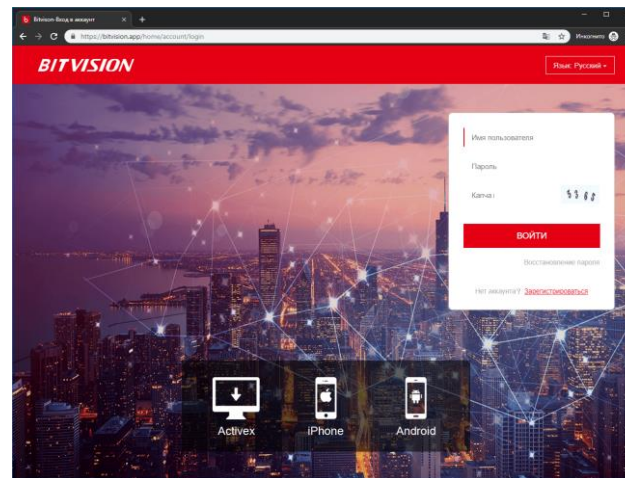 Bitvision-Вход в аккаунт
https://bitvision.app/home/account/login
Инкогнито
BITVISION
Язык: Русский
Имя пользователя
Пароль
Капча
ВОЙТИ
Восстановление пароля
Нет аккаунта? Зарегистрироваться
Activex
iPhone
Android